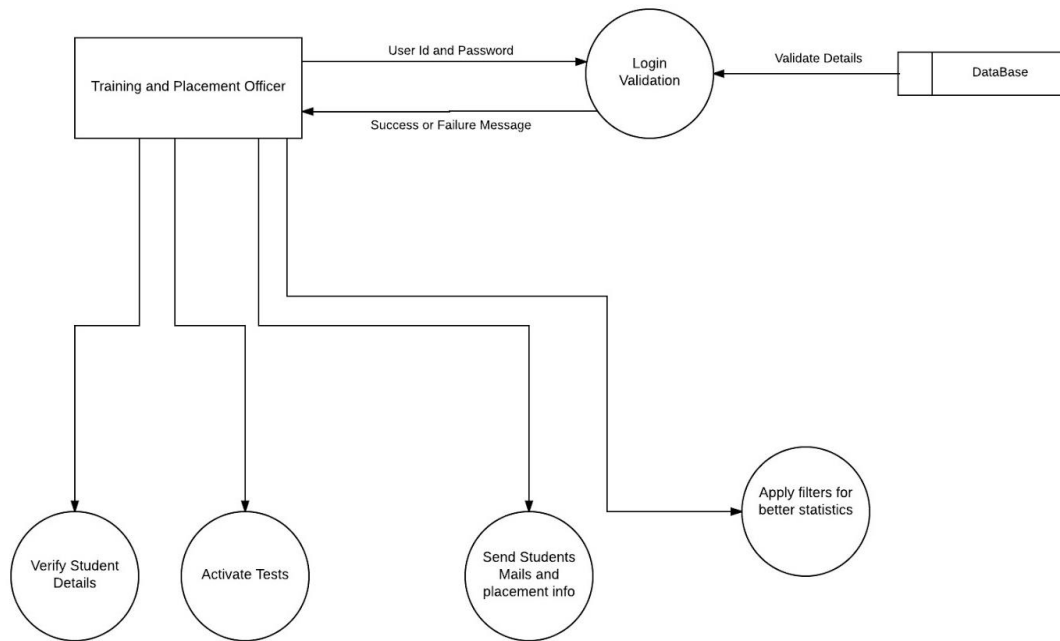 User Id and Password
Login
Validation
Validate Details
DataBase
Training and Placement Officer
Success or Failure Message
Apply filters for
better statistics
Verify Student
Details
Activate Tests
Send Students
Mails and
placement info